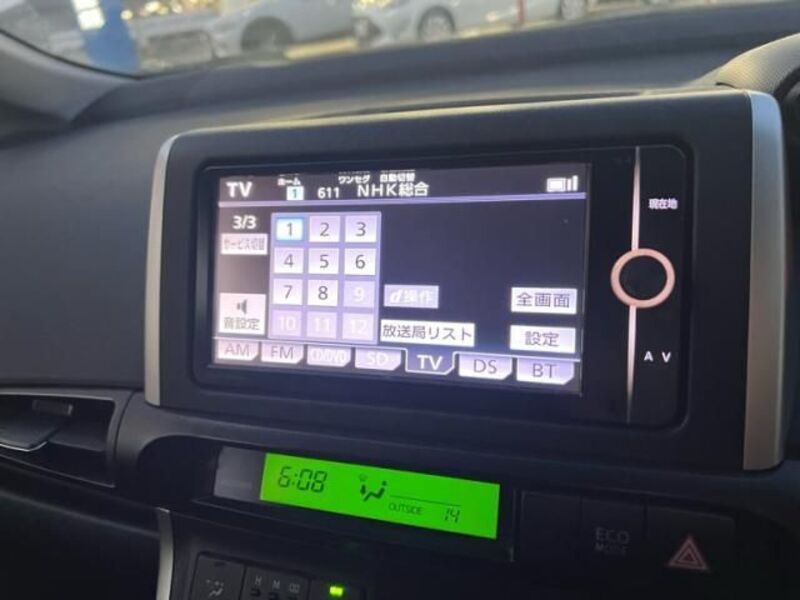 TV ホーム ワンセグ 自動切替
1 611 NHK総合
3/3
サービス切替
1 2 3
4 5 6
7 8 9
10 11 12
音設定
d操作
放送局リスト
全画面
設定
AM FM CD/DVD SD TV DS BT
現在地
AV
6:08
OUTSIDE 14
ECO
MODE
H M